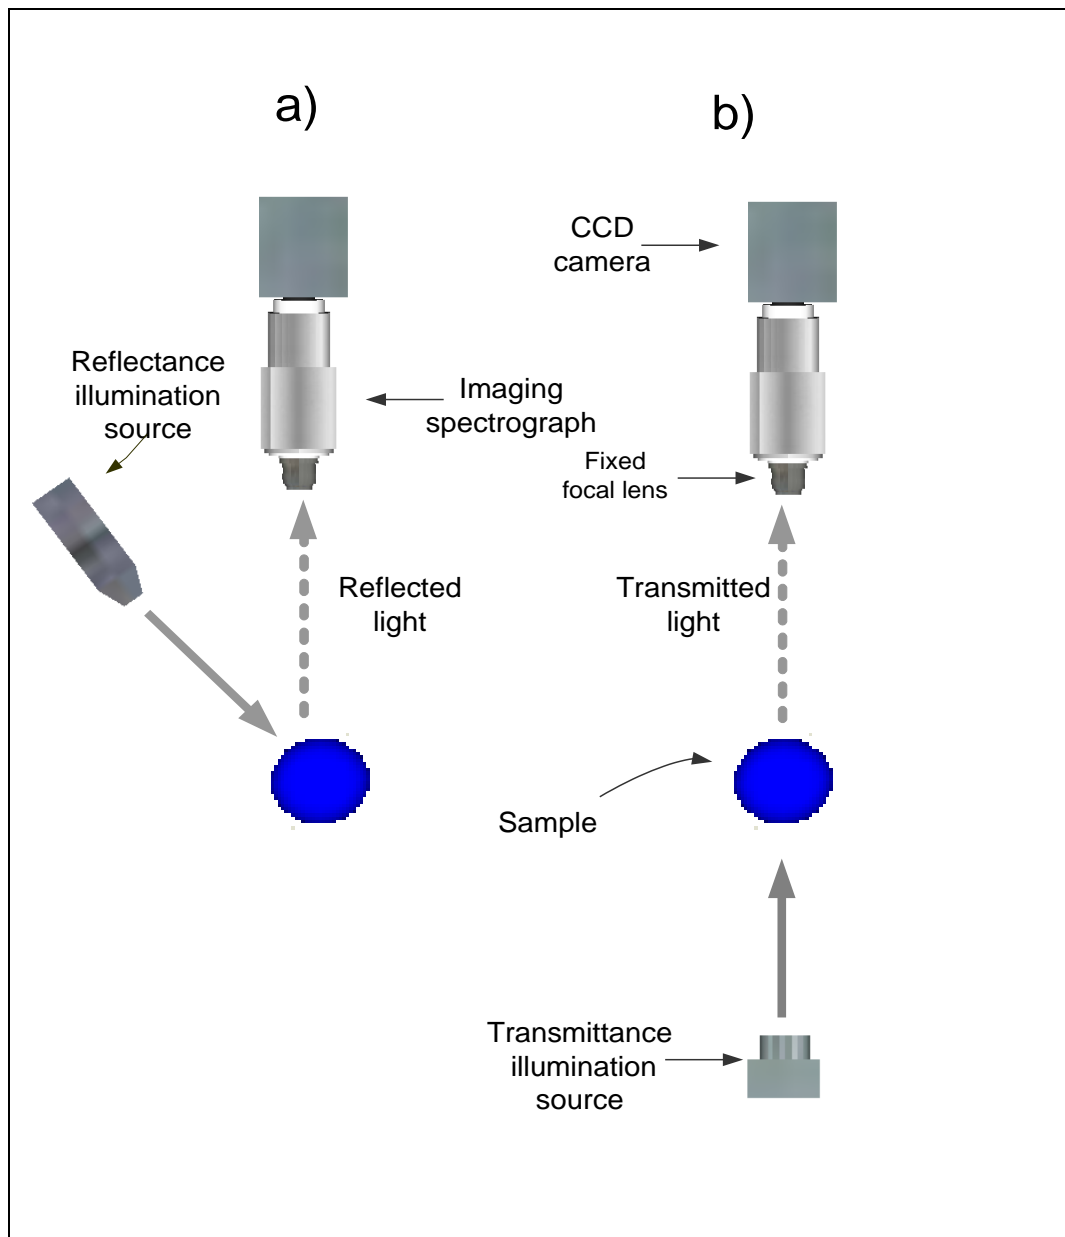 a)
b)
CCD
camera
Reflectance
illumination
source
Imaging
spectrograph
Fixed
focal lens
Reflected
light
Transmitted
light
Sample
Transmittance
illumination
source